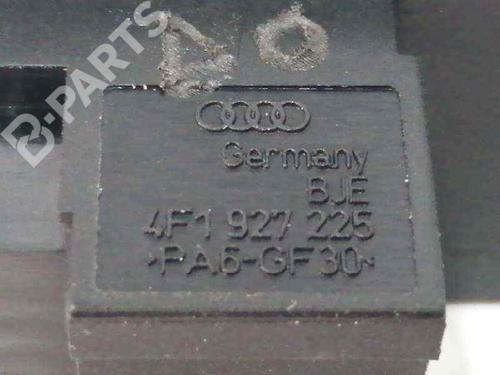 B-PARTS
Germany
BJE
4F1 927 225
>PA6-GF30<